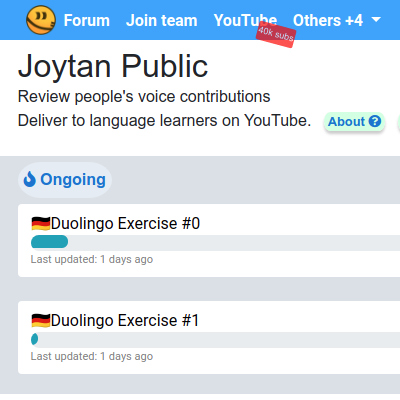 Forum Join team YouTube Others +4
40k subs
Joytan Public
Review people's voice contributions
Deliver to language learners on YouTube. About
Ongoing
Duolingo Exercise #0
Last updated: 1 days ago
Duolingo Exercise #1
Last updated: 1 days ago